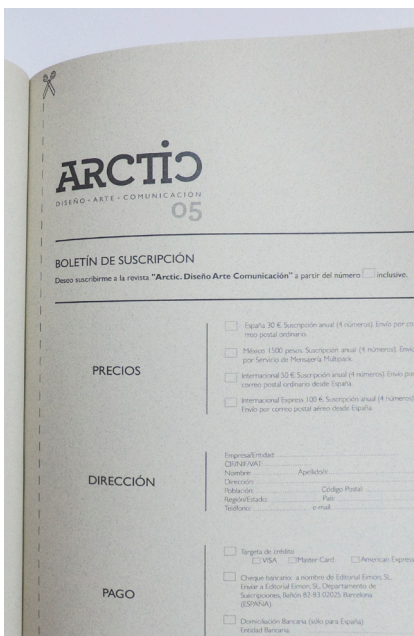 ARCTIC
DISEÑO - ARTE - COMUNICACIÓN
05
BOLETÍN DE SUSCRIPCIÓN
Deseo suscribirme a la revista "Arctic. Diseño Arte Comunicación" a partir del número inclusive.
PRECIOS
España 30 €. Suscripción anual (4 números). Envío por co
rreo postal ordinario.
México 1500 pesos. Suscripción anual (4 números). Envío
por Servicio de Mensajería Multipack.
Internacional 50 €. Suscripción anual (4 números). Envío por
correo postal ordinario desde España.
Internacional Express 100 €. Suscripción anual (4 números)
Envío por correo postal aéreo desde España.
DIRECCIÓN
Empresa/Entidad:
CIF/NIF/VAT:
Nombre: Apellido/s:
Dirección:
Población: Código Postal:
Región/Estado: País:
Teléfono: e-mail:
PAGO
Targeta de crédito:
VISA Master Card American Express
Cheque bancario: a nombre de Editorial Eimon, SL.
Enviar a Editorial Eimon, SL. Departamento de
Suscripciones, Bailén 82-83 02025 Barcelona
(ESPAÑA).
Domiciliación Bancaria (sólo para España)
Entidad Bancaria: